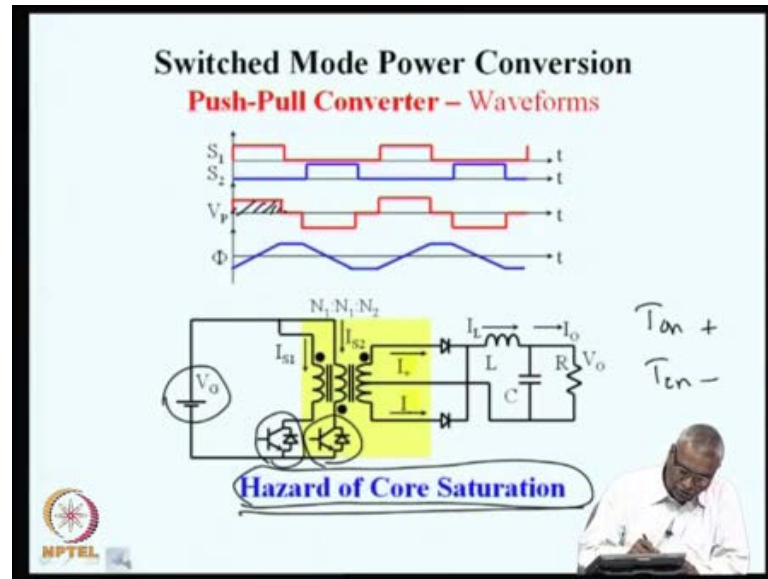 Switched Mode Power Conversion
Push-Pull Converter – Waveforms
S1 t
S2 t
VP t
Φ t
N1:N1:N2
IS1 IS2
VG
I+
I-
IL IO
L R VO
C
Ton +
Ton -
Hazard of Core Saturation
NPTEL